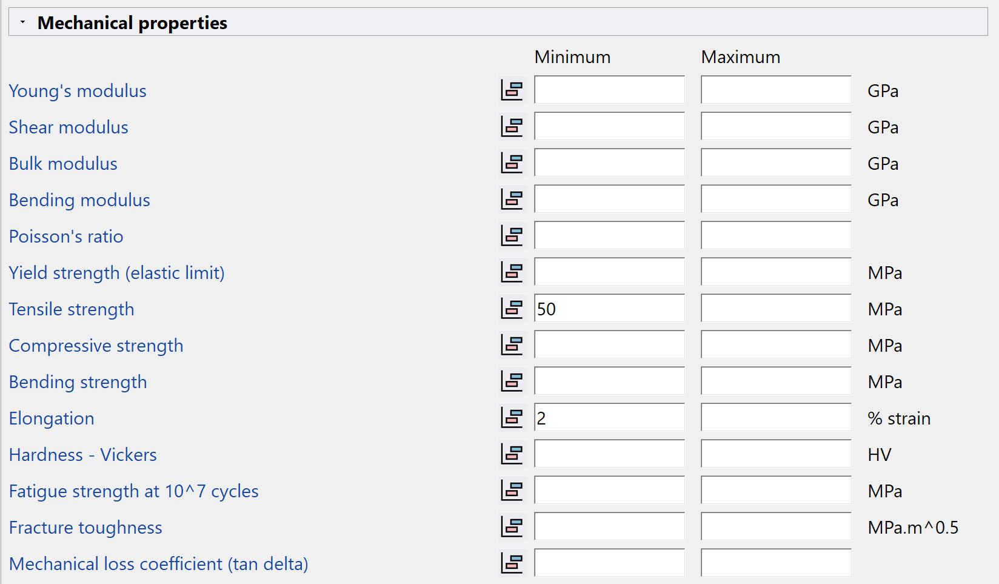 Mechanical properties
Minimum Maximum
Young's modulus GPa
Shear modulus GPa
Bulk modulus GPa
Bending modulus GPa
Poisson's ratio
Yield strength (elastic limit) MPa
Tensile strength 50 MPa
Compressive strength MPa
Bending strength MPa
Elongation 2 % strain
Hardness - Vickers HV
Fatigue strength at 10^7 cycles MPa
Fracture toughness MPa.m^0.5
Mechanical loss coefficient (tan delta)